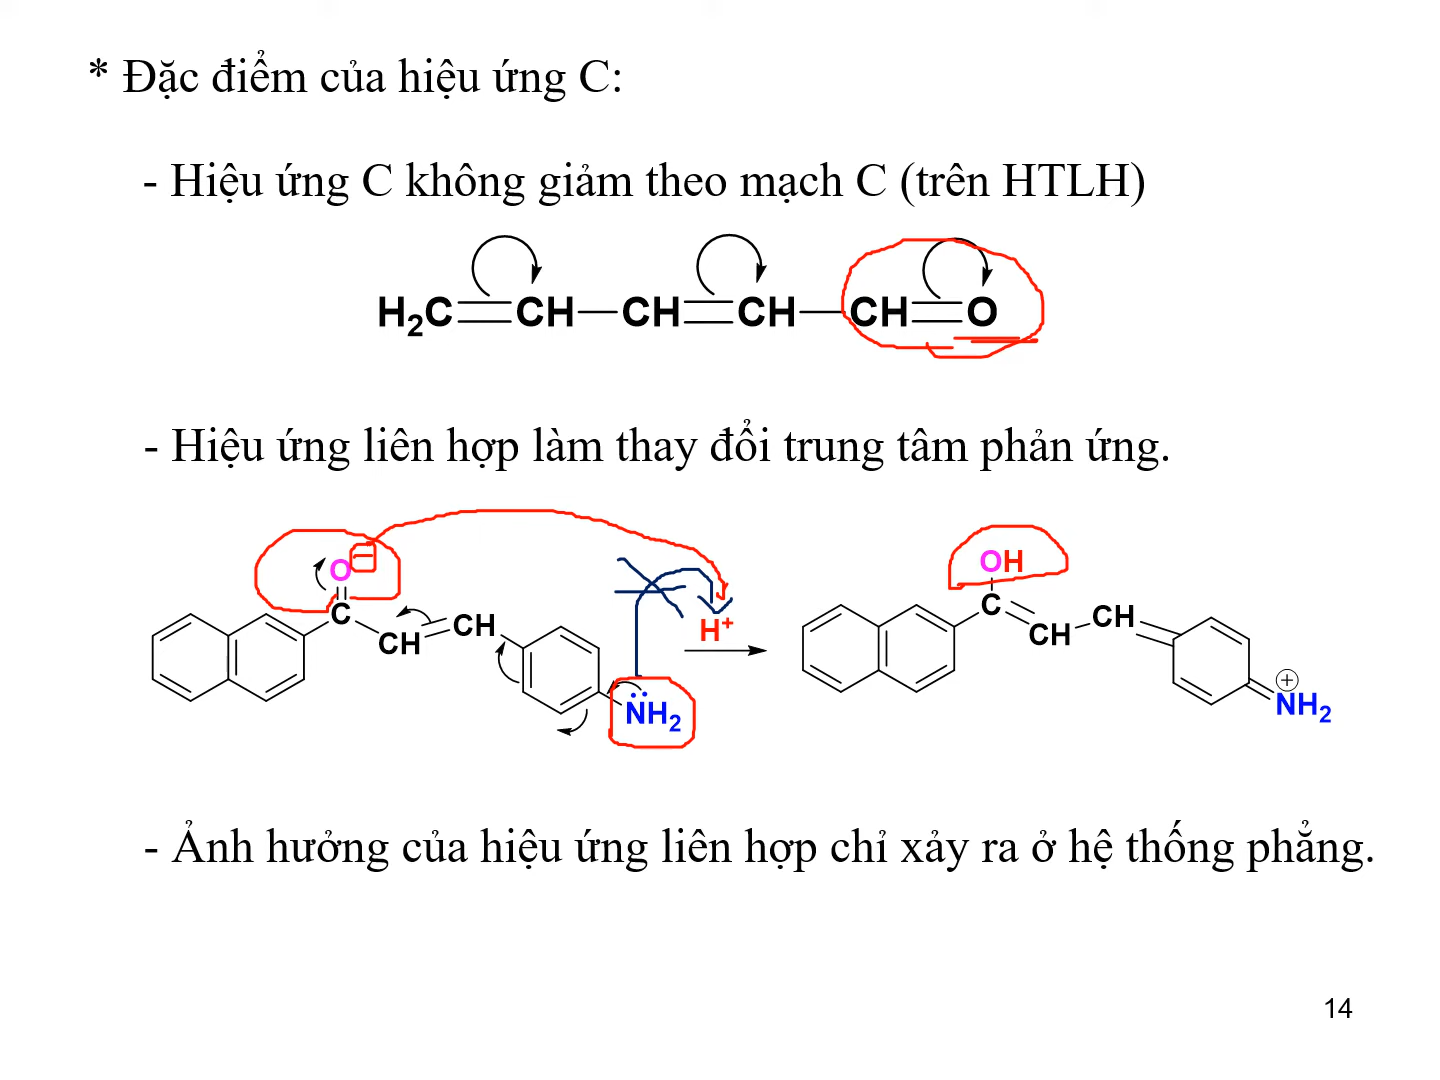 * Đặc điểm của hiệu ứng C:
- Hiệu ứng C không giảm theo mạch C (trên HTLH)
H₂C═CH—CH═CH—CH═O
- Hiệu ứng liên hợp làm thay đổi trung tâm phản ứng.
O
C
CH
CH
NH₂
H⁺
OH
C
CH
CH
+
NH₂
- Ảnh hưởng của hiệu ứng liên hợp chỉ xảy ra ở hệ thống phẳng.
14